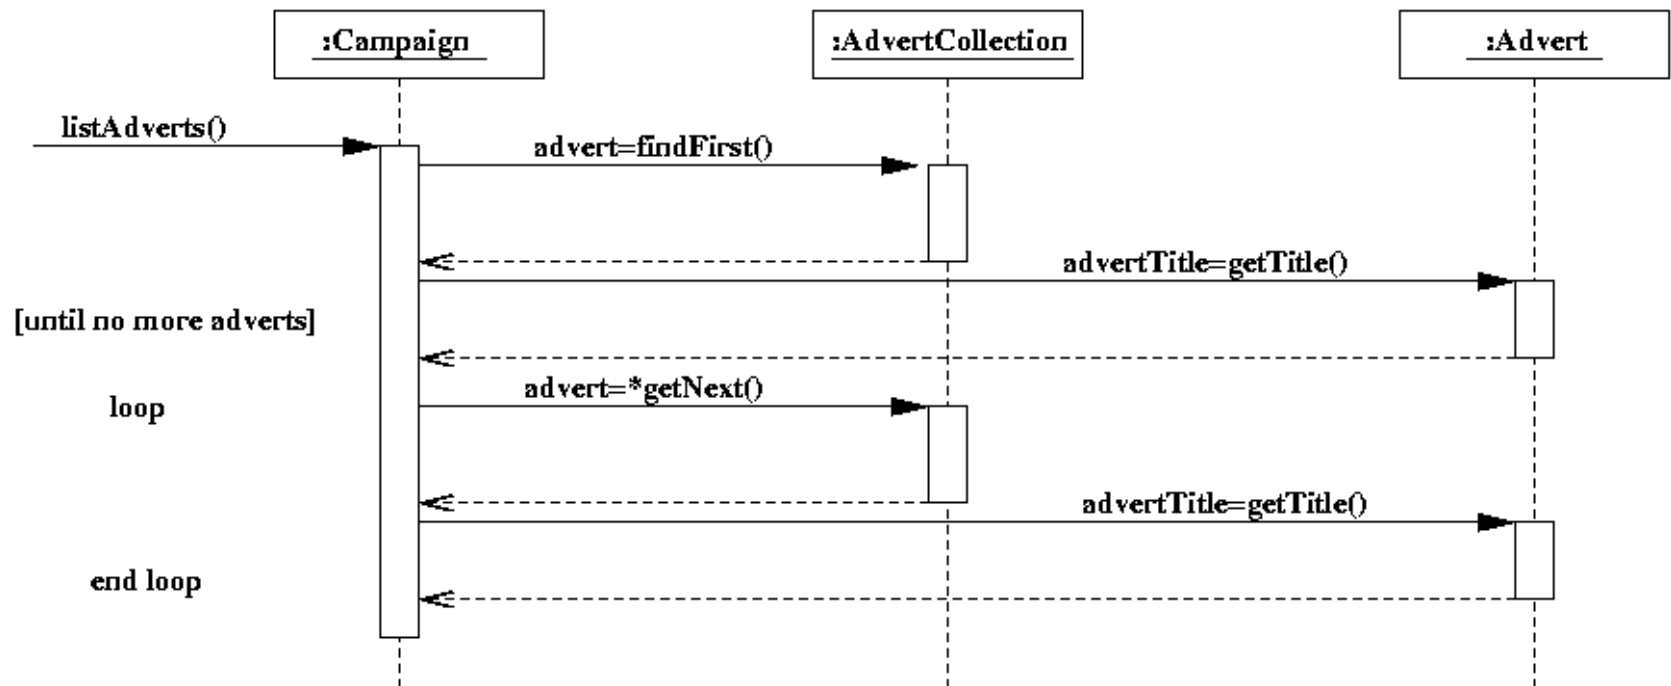 :Campaign
:AdvertCollection
:Advert
listAdverts()
advert=findFirst()
advertTitle=getTitle()
[until no more adverts]
advert=*getNext()
loop
advertTitle=getTitle()
end loop